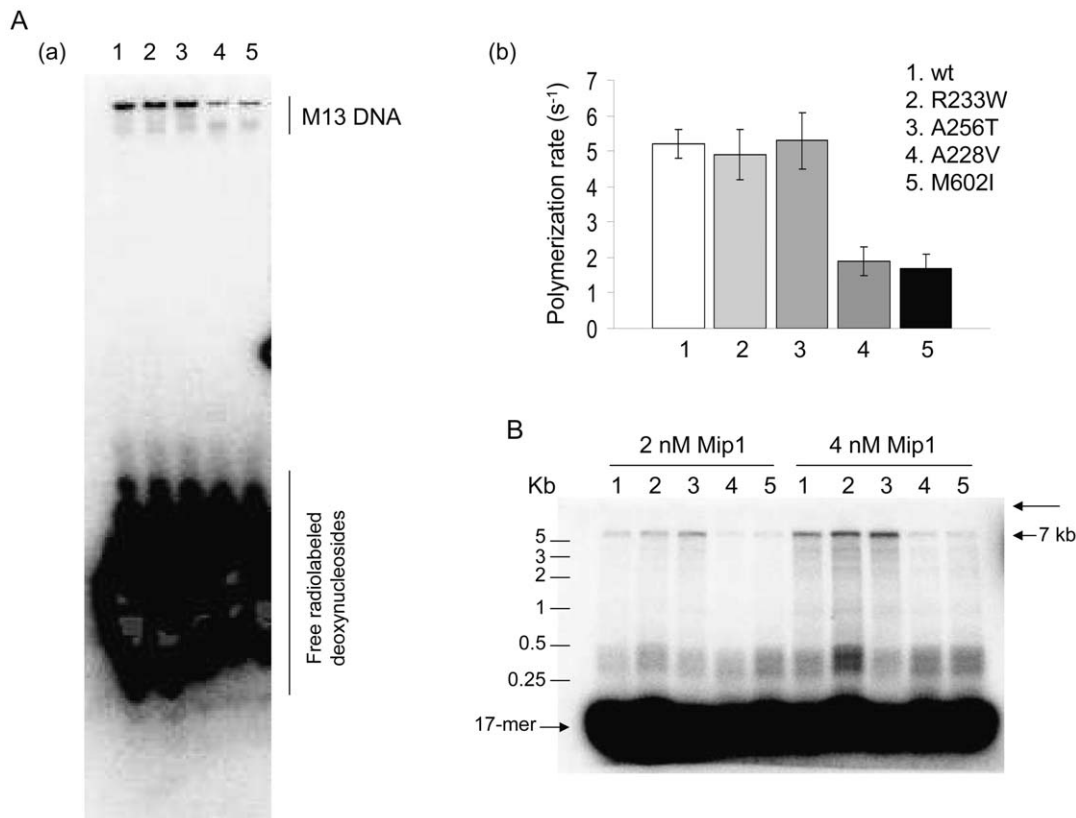 A
(a)
1 2 3 4 5
M13 DNA
Free radiolabeled
deoxynucleosides
(b)
Polymerization rate (s⁻¹)
7
6
5
4
3
2
1
0
1 2 3 4 5
1. wt
2. R233W
3. A256T
4. A228V
5. M602I
B
2 nM Mip1 4 nM Mip1
Kb 1 2 3 4 5 1 2 3 4 5
5
3
2
1
0.5
0.25
17-mer
7 kb